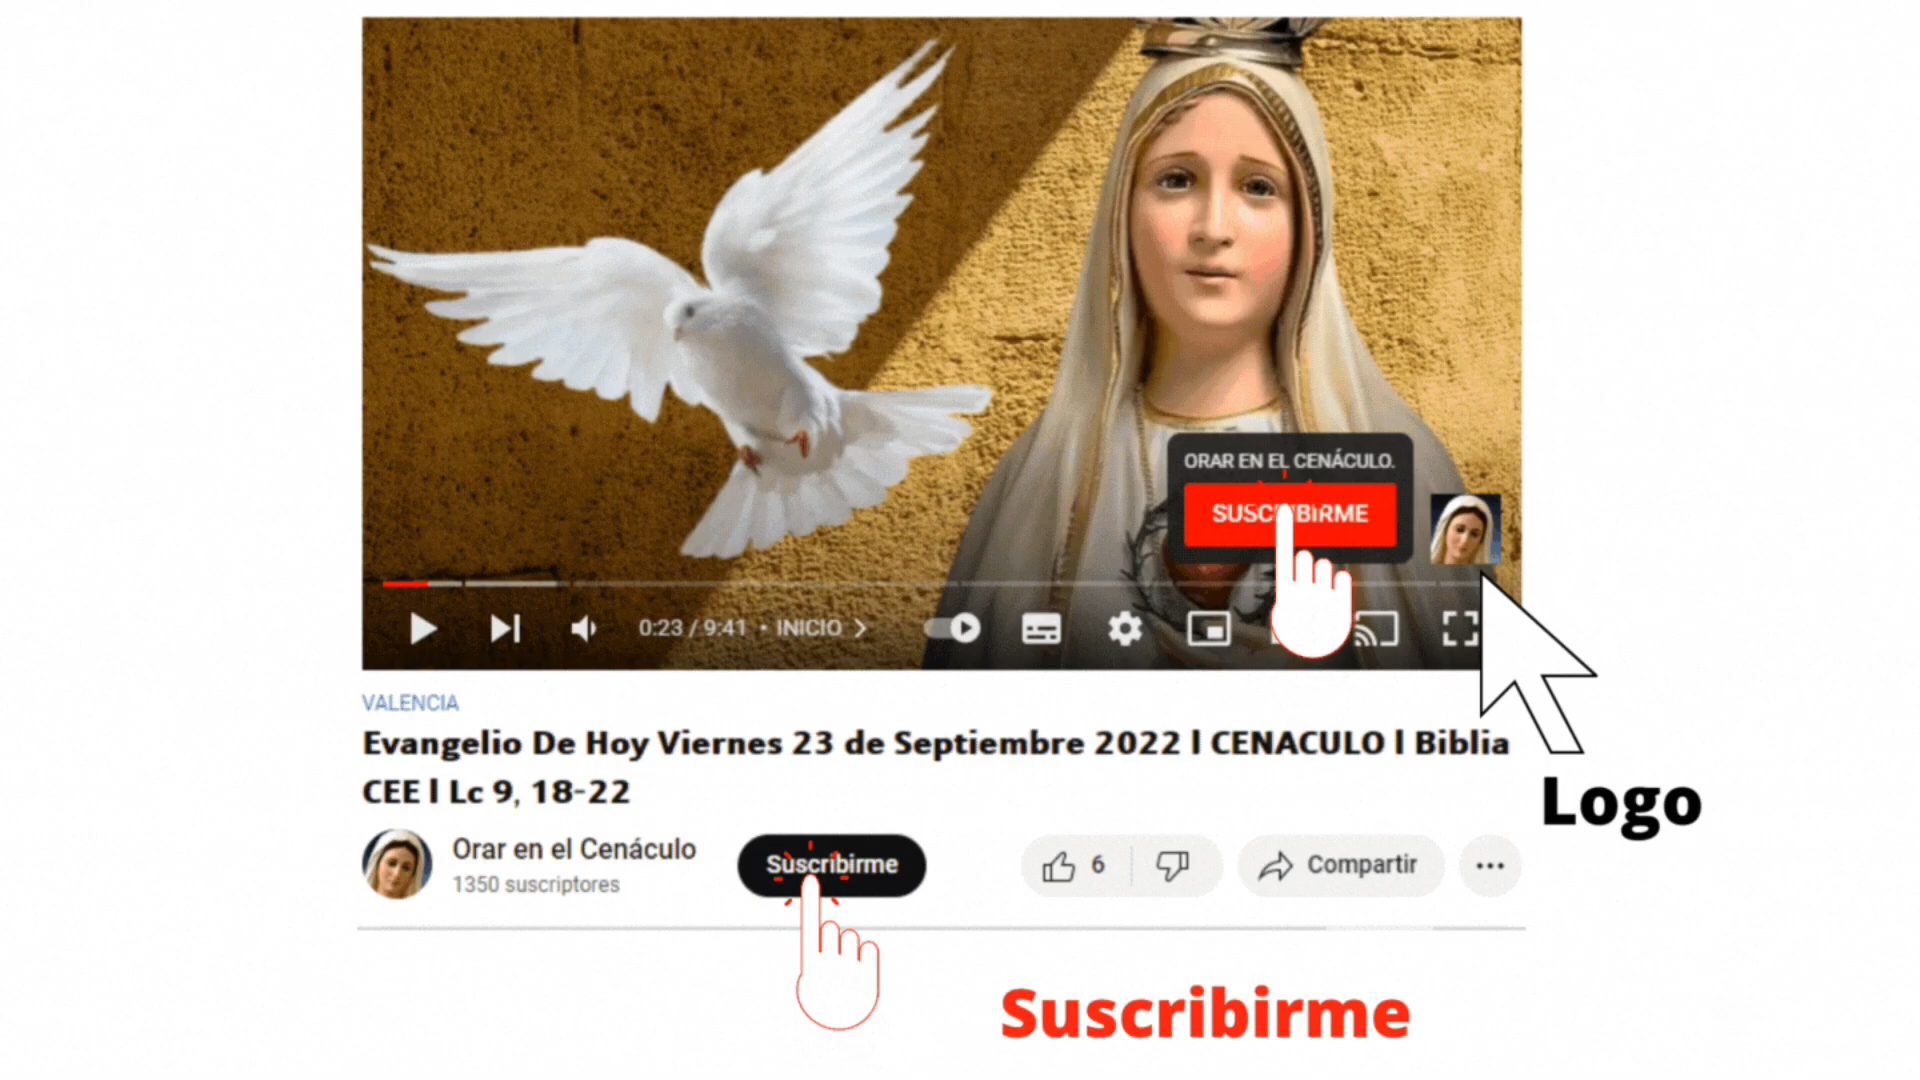 ORAR EN EL CENÁCULO.
SUSCRIBIRME
0:23 / 9:41 • INICIO >
VALENCIA
Evangelio De Hoy Viernes 23 de Septiembre 2022 l CENACULO l Biblia
CEE l Lc 9, 18-22
Logo
Orar en el Cenáculo
1350 suscriptores
Suscribirme
6
Compartir
Suscribirme